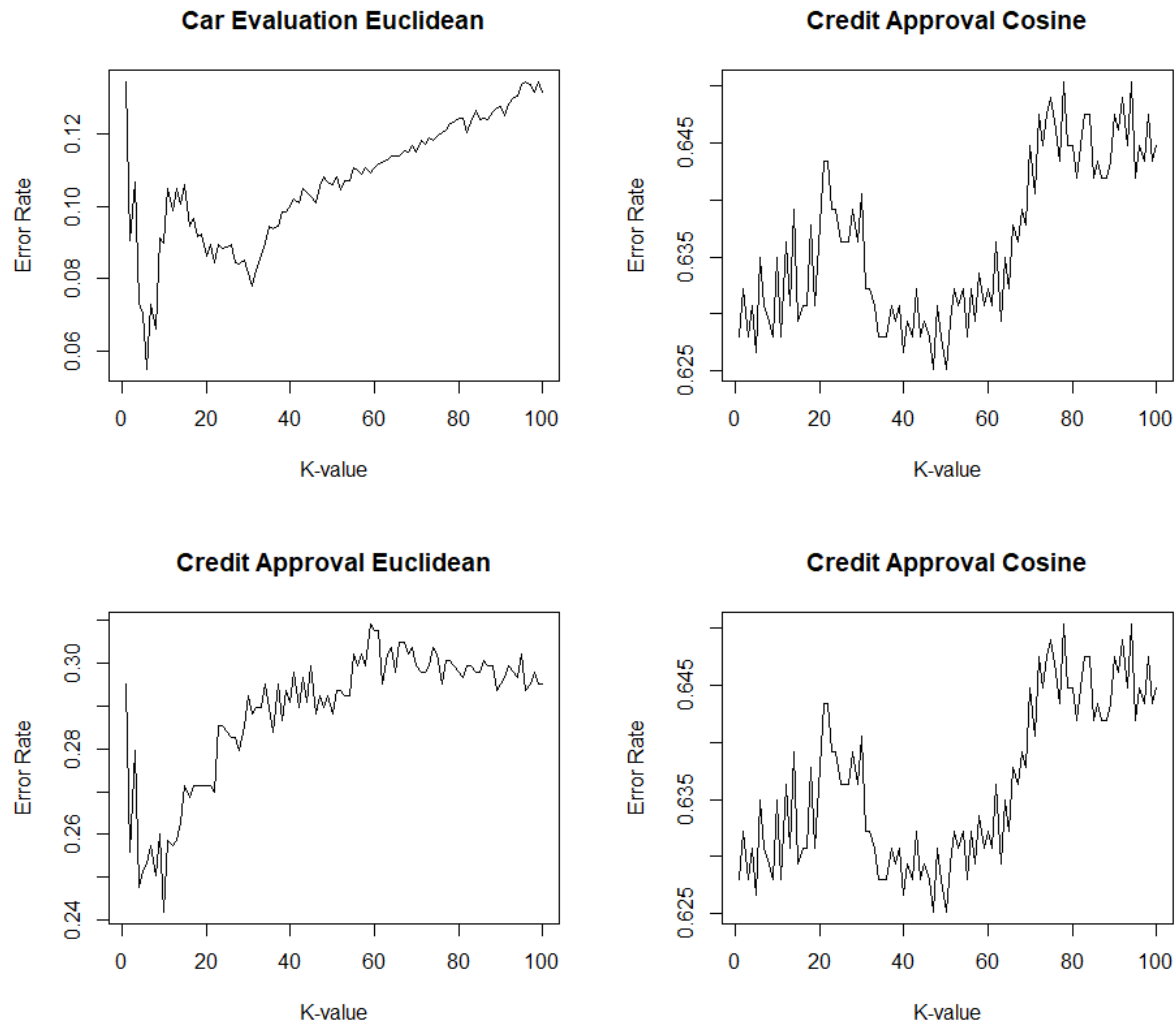 Car Evaluation Euclidean
Error Rate
0.12
0.10
0.08
0.06
0 20 40 60 80 100
K-value
Credit Approval Cosine
Error Rate
0.645
0.635
0.625
0 20 40 60 80 100
K-value
Credit Approval Euclidean
Error Rate
0.30
0.28
0.26
0.24
0 20 40 60 80 100
K-value
Credit Approval Cosine
Error Rate
0.645
0.635
0.625
0 20 40 60 80 100
K-value